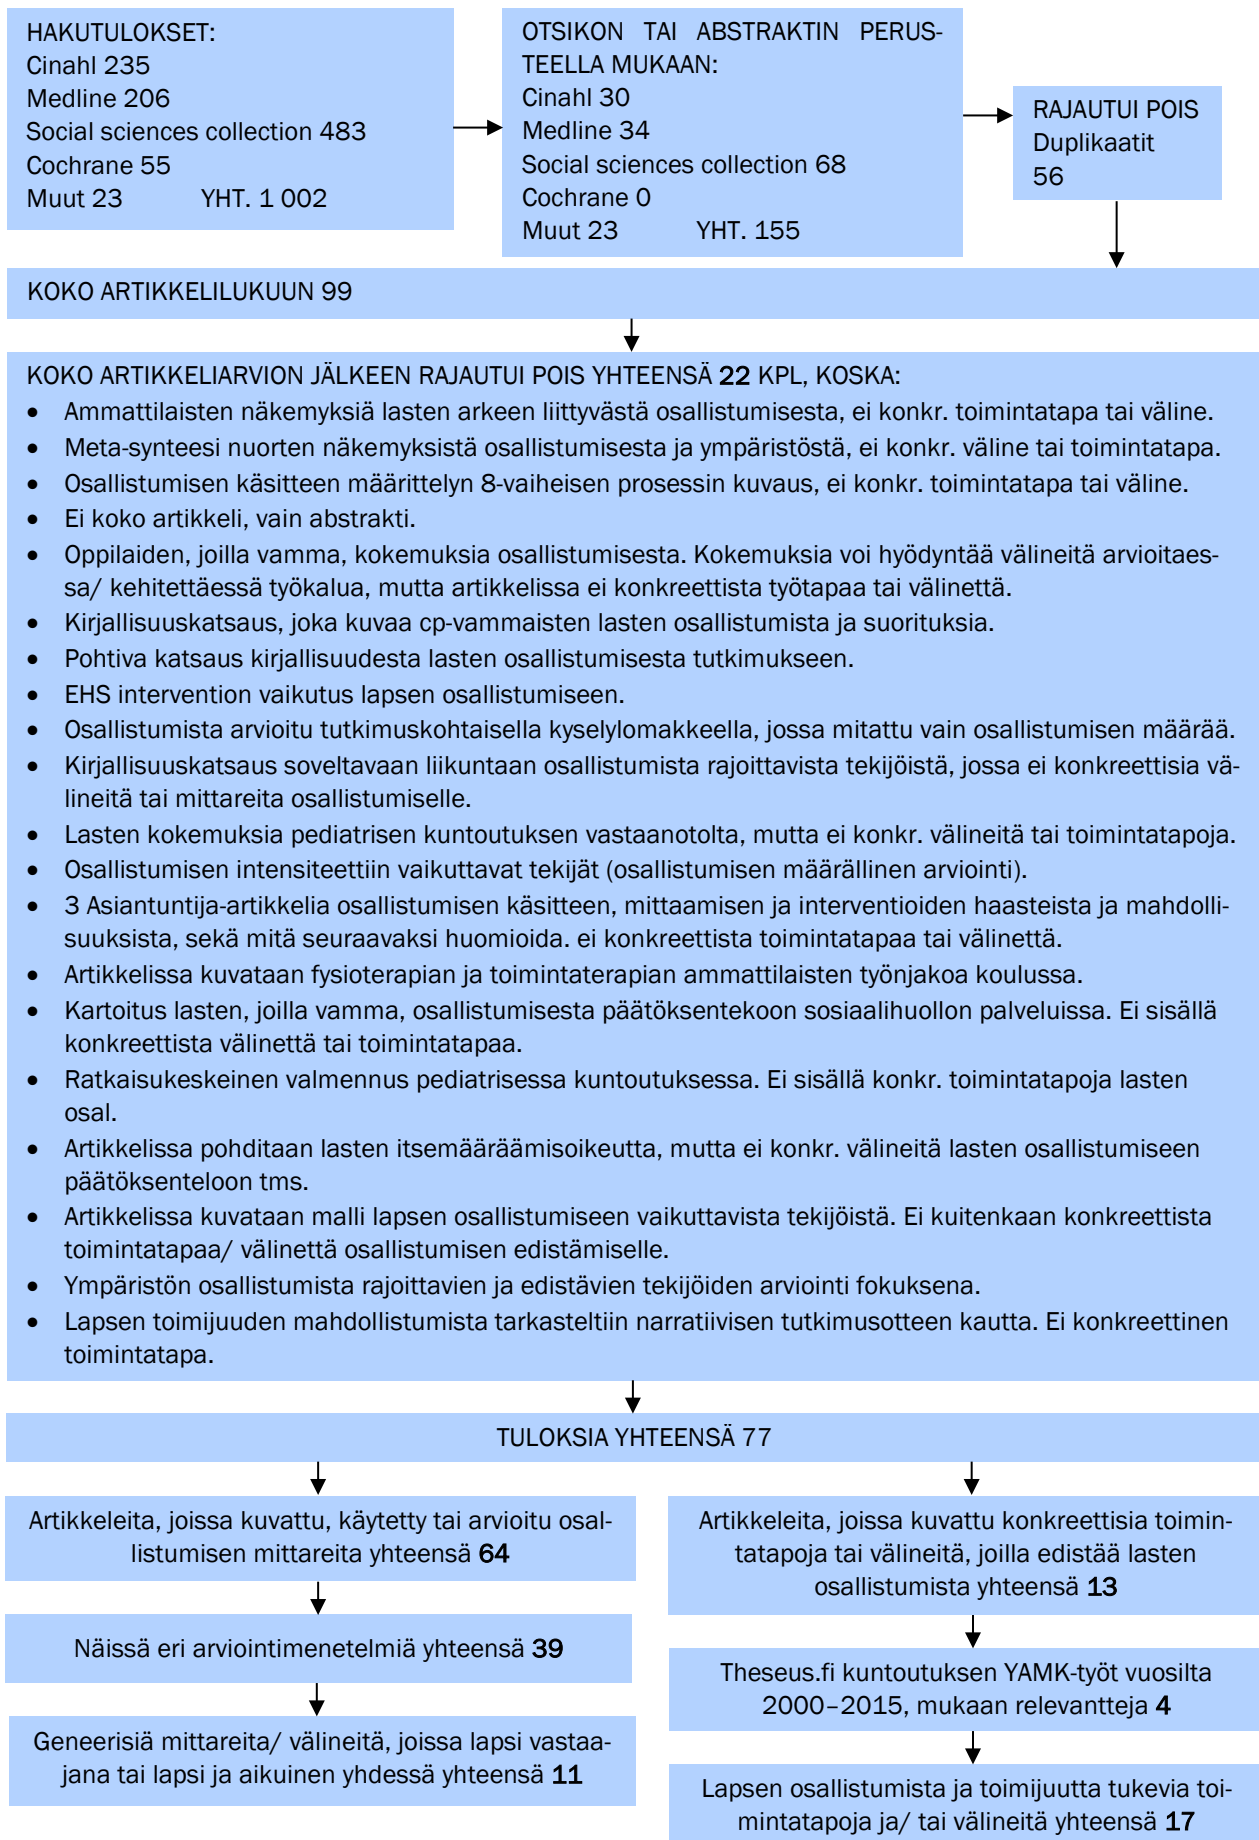 HAKUTULOKSET:
Cinahl 235
Medline 206
Social sciences collection 483
Cochrane 55
Muut 23 YHT. 1 002
OTSIKON TAI ABSTRAKTIN PERUS-
TEELLA MUKAAN:
Cinahl 30
Medline 34
Social sciences collection 68
Cochrane 0
Muut 23 YHT. 155
RAJAUTUI POIS
Duplikaatit
56
KOKO ARTIKKELILUKUUN 99
KOKO ARTIKKELIARVION JÄLKEEN RAJAUTUI POIS YHTEENSÄ 22 KPL, KOSKA:
• Ammattilaisten näkemyksiä lasten arkeen liittyvästä osallistumisesta, ei konkr. toimintatapa tai väline.
• Meta-synteesi nuorten näkemyksistä osallistumisesta ja ympäristöstä, ei konkr. väline tai toimintatapa.
• Osallistumisen käsitteen määrittelyn 8-vaiheisen prosessin kuvaus, ei konkr. toimintatapa tai väline.
• Ei koko artikkeli, vain abstrakti.
• Oppilaiden, joilla vamma, kokemuksia osallistumisesta. Kokemuksia voi hyödyntää välineitä arvioitaes-
sa/ kehitettäessä työkalua, mutta artikkelissa ei konkreettista työtapaa tai välinettä.
• Kirjallisuuskatsaus, joka kuvaa cp-vammaisten lasten osallistumista ja suorituksia.
• Pohtiva katsaus kirjallisuudesta lasten osallistumisesta tutkimukseen.
• EHS intervention vaikutus lapsen osallistumiseen.
• Osallistumista arvioitu tutkimuskohtaisella kyselylomakkeella, jossa mitattu vain osallistumisen määrää.
• Kirjallisuuskatsaus soveltavaan liikuntaan osallistumista rajoittavista tekijöistä, jossa ei konkreettisia vä-
lineitä tai mittareita osallistumiselle.
• Lasten kokemuksia pediatrisen kuntoutuksen vastaanotolta, mutta ei konkr. välineitä tai toimintatapoja.
• Osallistumisen intensiteettiin vaikuttavat tekijät (osallistumisen määrällinen arviointi).
• 3 Asiantuntija-artikkelia osallistumisen käsitteen, mittaamisen ja interventioiden haasteista ja mahdolli-
suuksista, sekä mitä seuraavaksi huomioida. ei konkreettista toimintatapaa tai välinettä.
• Artikkelissa kuvataan fysioterapian ja toimintaterapian ammattilaisten työnjakoa koulussa.
• Kartoitus lasten, joilla vamma, osallistumisesta päätöksentekoon sosiaalihuollon palveluissa. Ei sisällä
konkreettista välinettä tai toimintatapaa.
• Ratkaisukeskeinen valmennus pediatrisessa kuntoutuksessa. Ei sisällä konkr. toimintatapoja lasten
osal.
• Artikkelissa pohditaan lasten itsemääräämisoikeutta, mutta ei konkr. välineitä lasten osallistumiseen
päätöksenteloon tms.
• Artikkelissa kuvataan malli lapsen osallistumiseen vaikuttavista tekijöistä. Ei kuitenkaan konkreettista
toimintatapaa/ välinettä osallistumisen edistämiselle.
• Ympäristön osallistumista rajoittavien ja edistävien tekijöiden arviointi fokuksena.
• Lapsen toimijuuden mahdollistumista tarkasteltiin narratiivisen tutkimusotteen kautta. Ei konkreettinen
toimintatapa.
TULOKSIA YHTEENSÄ 77
Artikkeleita, joissa kuvattu, käytetty tai arvioitu osal-
listumisen mittareita yhteensä 64
Näissä eri arviointimenetelmiä yhteensä 39
Geneerisiä mittareita/ välineitä, joissa lapsi vastaa-
jana tai lapsi ja aikuinen yhdessä yhteensä 11
Artikkeleita, joissa kuvattu konkreettisia toimin-
tatapoja tai välineitä, joilla edistää lasten
osallistumista yhteensä 13
Theseus.fi kuntoutuksen YAMK-työt vuosilta
2000–2015, mukaan relevantteja 4
Lapsen osallistumista ja toimijuutta tukevia toi-
mintatapoja ja/ tai välineitä yhteensä 17